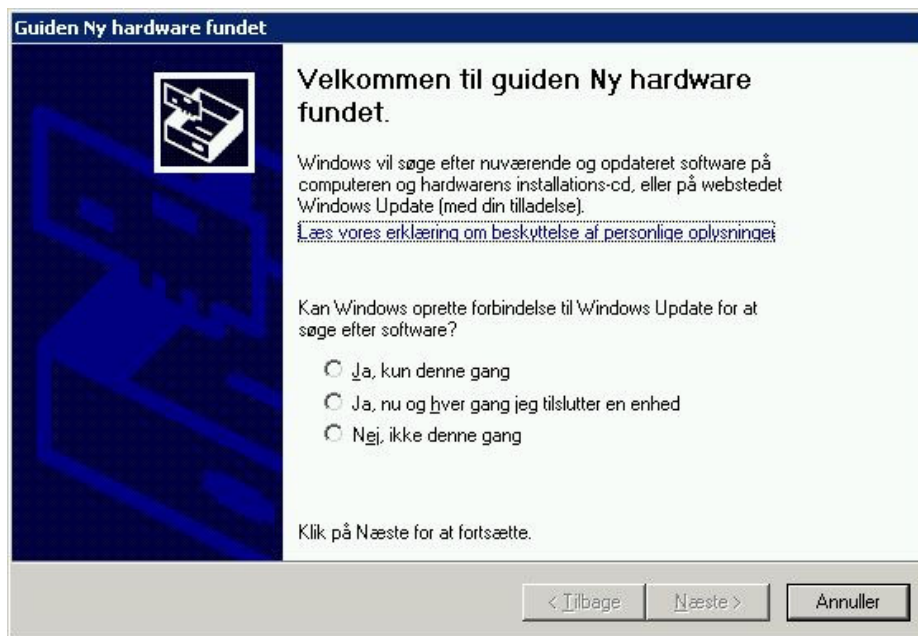 Guiden Ny hardware fundet
Velkommen til guiden Ny hardware
fundet.
Windows vil søge efter nuværende og opdateret software på
computeren og hardwarens installations-cd, eller på webstedet
Windows Update (med din tilladelse).
Læs vores erklæring om beskyttelse af personlige oplysninger
Kan Windows oprette forbindelse til Windows Update for at
søge efter software?
Ja, kun denne gang
Ja, nu og hver gang jeg tilslutter en enhed
Nej, ikke denne gang
Klik på Næste for at fortsætte.
< Tilbage
Næste >
Annuller